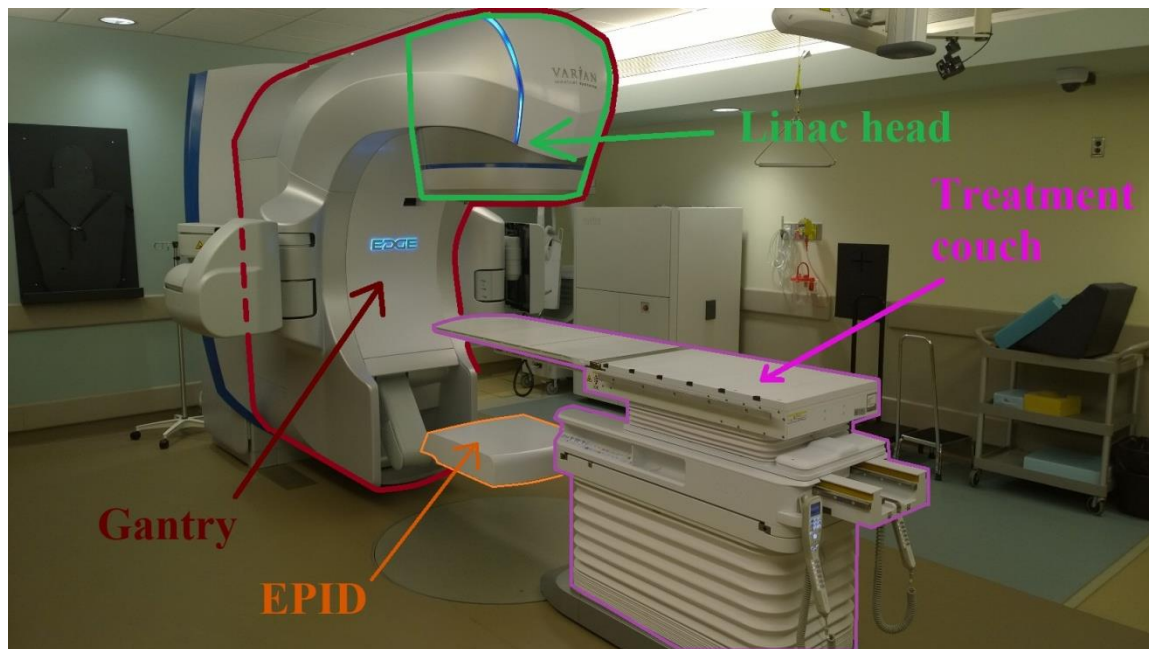 VARIAN
Linac head
Treatment
couch
EDGE
Gantry
EPID